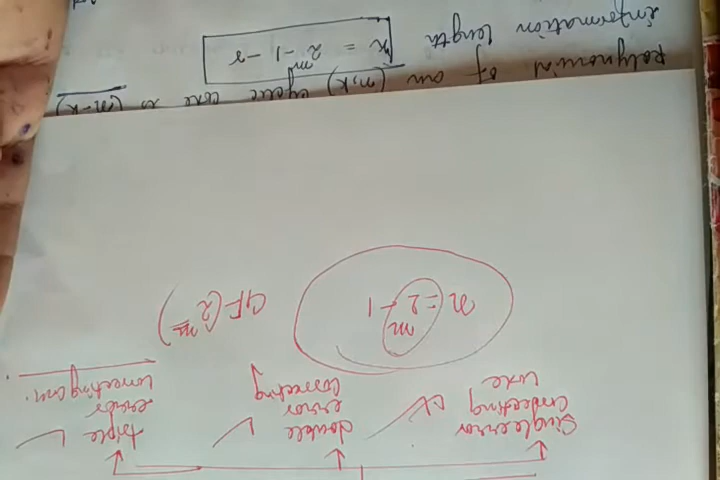 Single error
correcting
code
double
error
correcting
triple
error
correcting
n = 2^m - 1
GF(2^m)
polynomial of an (n,k) cyclic code is (n-k)
k = 2^m - 1 - r
information length